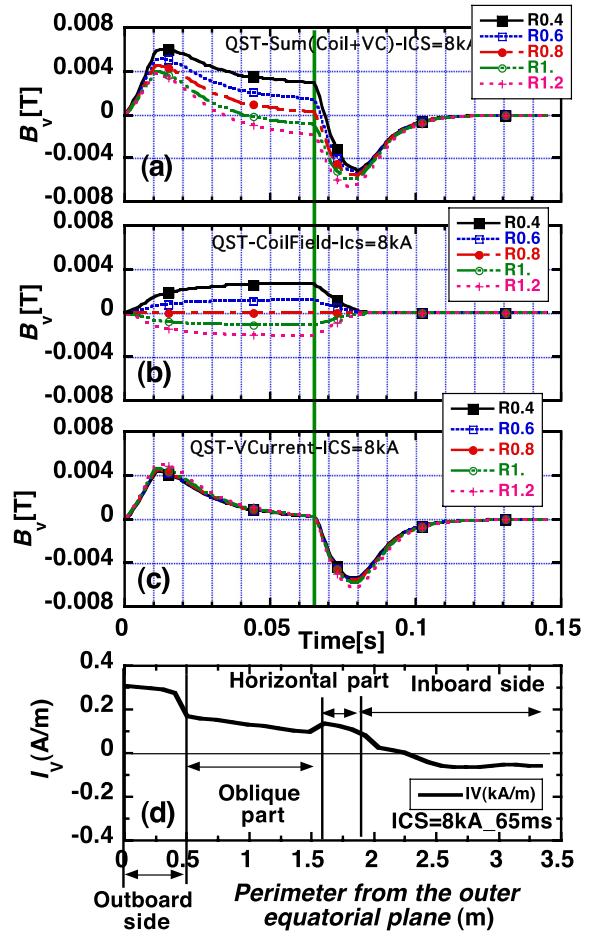 0.008
QST-Sum(Coil+VC)-ICS=8kA
R0.4
R0.6
R0.8
R1.
R1.2
0.004
0
-0.004
-0.008
B_v[T]
(a)
0.008
QST-CoilField-Ics=8kA
R0.4
R0.6
R0.8
R1.
R1.2
0.004
0
-0.004
-0.008
B_v[T]
(b)
0.008
QST-VCurrent-ICS=8kA
R0.4
R0.6
R0.8
R1.
R1.2
0.004
0
-0.004
-0.008
B_v[T]
(c)
0 0.05 0.1 0.15
Time[s]
0.4
0.2
0
-0.2
-0.4
I_V(A/m)
Horizontal part
Inboard side
Oblique
part
(d)
IV(kA/m)
ICS=8kA_65ms
0 0.5 1 1.5 2 2.5 3 3.5
Outboard
side
Perimeter from the outer
equatorial plane (m)